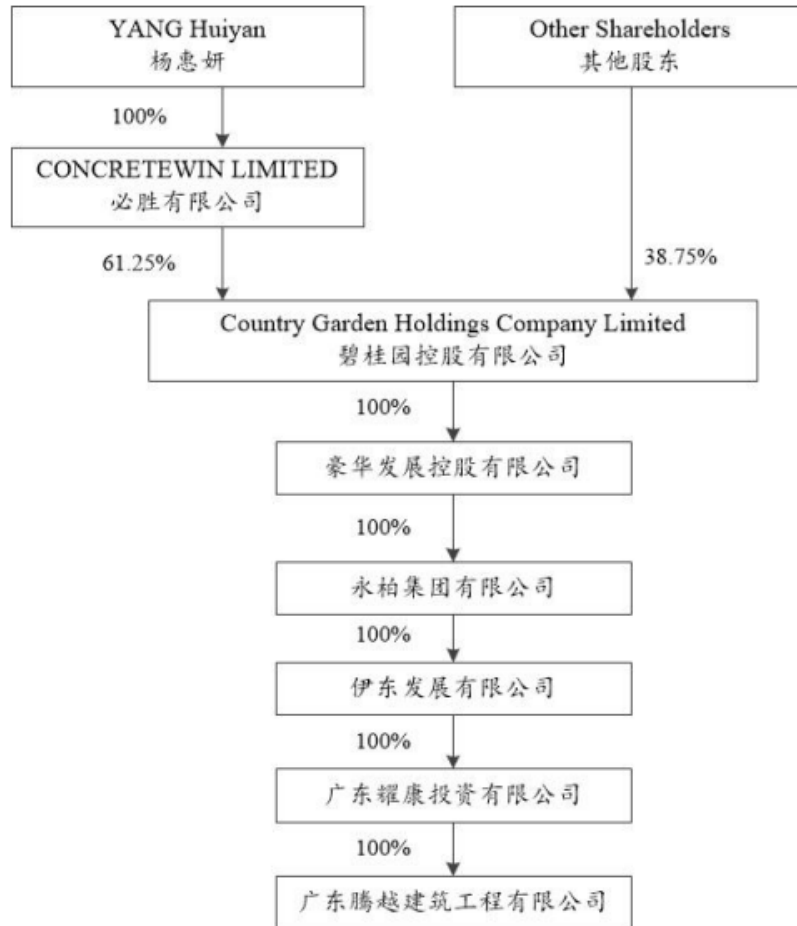 YANG Huiyan
杨惠妍
Other Shareholders
其他股东
100%
CONCRETEWIN LIMITED
必胜有限公司
61.25%
38.75%
Country Garden Holdings Company Limited
碧桂园控股有限公司
100%
豪华发展控股有限公司
100%
永柏集团有限公司
100%
伊东发展有限公司
100%
广东耀康投资有限公司
100%
广东腾越建筑工程有限公司